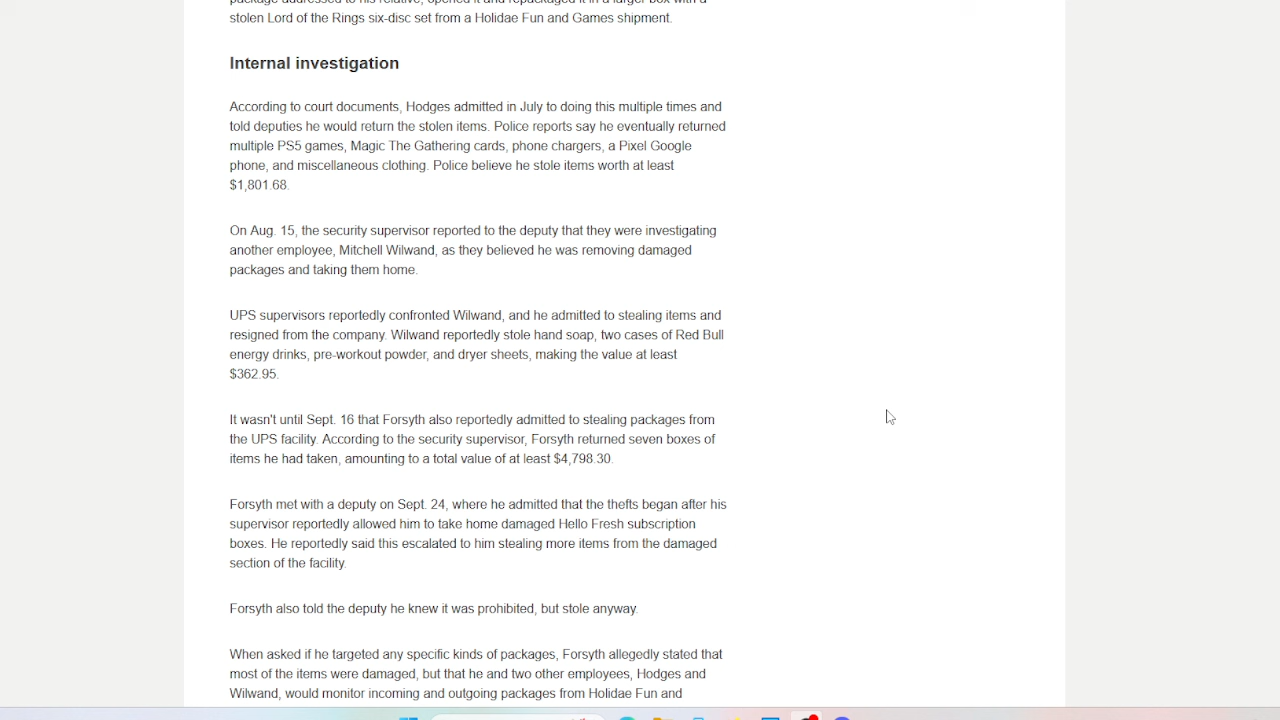 stolen Lord of the Rings six-disc set from a Holidae Fun and Games shipment.
Internal investigation
According to court documents, Hodges admitted in July to doing this multiple times and
told deputies he would return the stolen items. Police reports say he eventually returned
multiple PS5 games, Magic The Gathering cards, phone chargers, a Pixel Google
phone, and miscellaneous clothing. Police believe he stole items worth at least
$1,801.68.
On Aug. 15, the security supervisor reported to the deputy that they were investigating
another employee, Mitchell Wilwand, as they believed he was removing damaged
packages and taking them home.
UPS supervisors reportedly confronted Wilwand, and he admitted to stealing items and
resigned from the company. Wilwand reportedly stole hand soap, two cases of Red Bull
energy drinks, pre-workout powder, and dryer sheets, making the value at least
$362.95.
It wasn't until Sept. 16 that Forsyth also reportedly admitted to stealing packages from
the UPS facility. According to the security supervisor, Forsyth returned seven boxes of
items he had taken, amounting to a total value of at least $4,798.30.
Forsyth met with a deputy on Sept. 24, where he admitted that the thefts began after his
supervisor reportedly allowed him to take home damaged Hello Fresh subscription
boxes. He reportedly said this escalated to him stealing more items from the damaged
section of the facility.
Forsyth also told the deputy he knew it was prohibited, but stole anyway.
When asked if he targeted any specific kinds of packages, Forsyth allegedly stated that
most of the items were damaged, but that he and two other employees, Hodges and
Wilwand, would monitor incoming and outgoing packages from Holidae Fun and